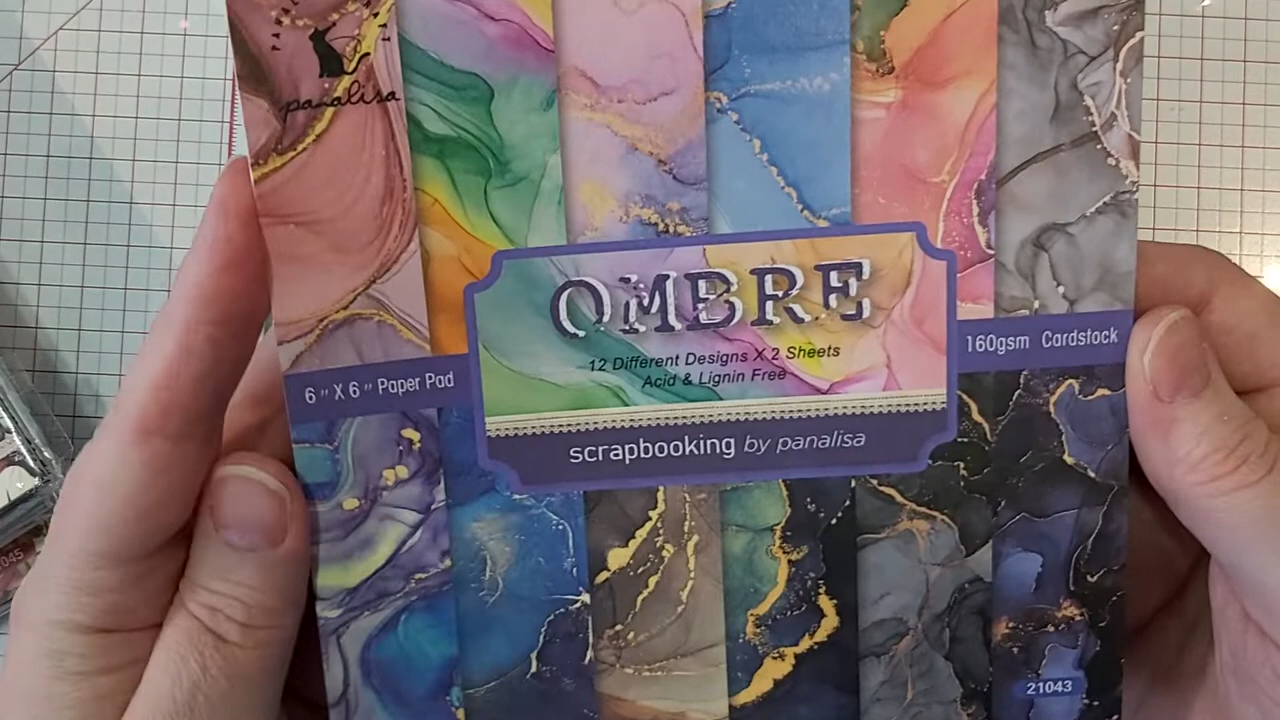 panalisa
OMBRE
12 Different Designs X 2 Sheets
Acid & Lignin Free
6" X 6" Paper Pad
160gsm Cardstock
scrapbooking by panalisa
21043